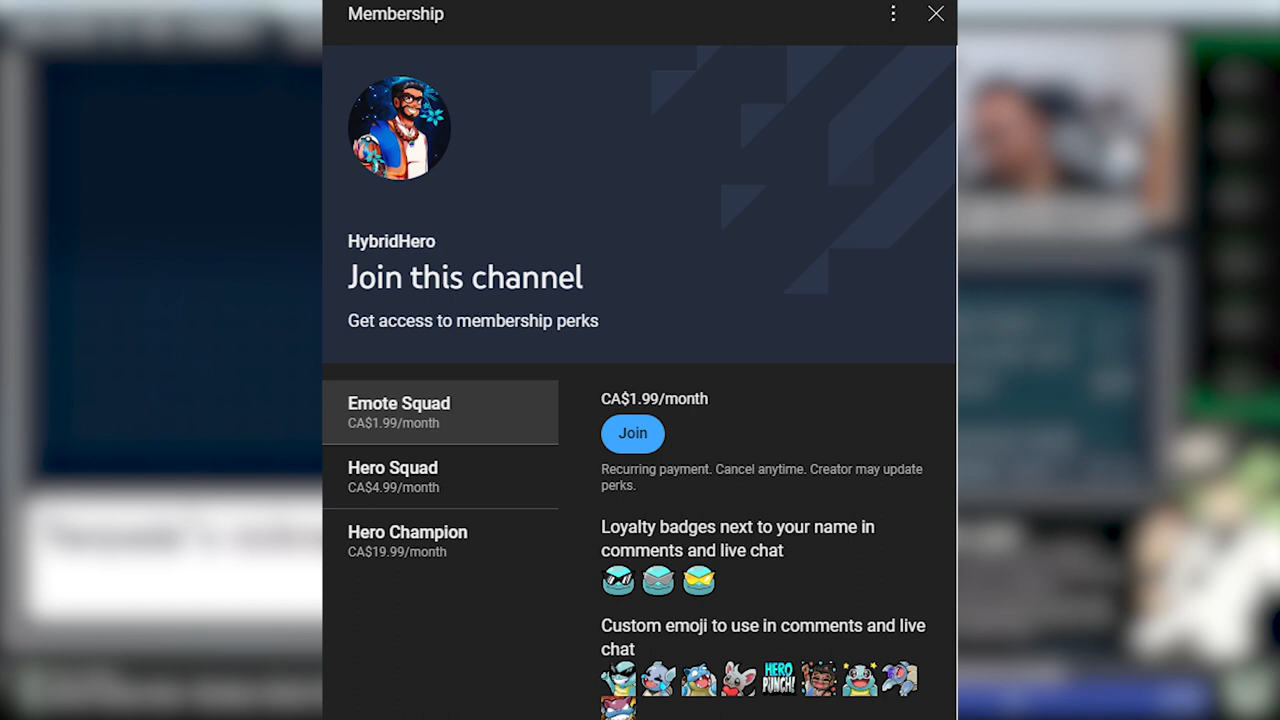 Membership
HybridHero
Join this channel
Get access to membership perks
Emote Squad
CA$1.99/month
Hero Squad
CA$4.99/month
Hero Champion
CA$19.99/month
CA$1.99/month
Join
Recurring payment. Cancel anytime. Creator may update
perks.
Loyalty badges next to your name in
comments and live chat
Custom emoji to use in comments and live
chat
HERO
PUNCH!